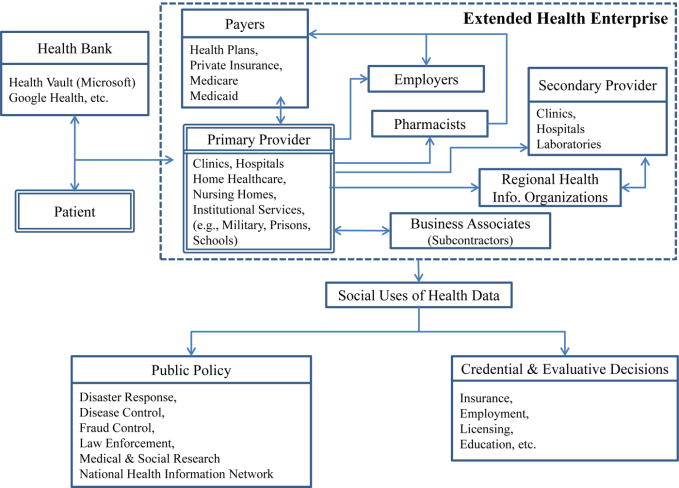 Extended Health Enterprise
Health Bank
Health Vault (Microsoft)
Google Health, etc.
Patient
Payers
Health Plans,
Private Insurance,
Medicare
Medicaid
Employers
Pharmacists
Secondary Provider
Clinics,
Hospitals
Laboratories
Primary Provider
Clinics, Hospitals
Home Healthcare,
Nursing Homes,
Institutional Services,
(e.g., Military, Prisons,
Schools)
Regional Health
Info. Organizations
Business Associates
(Subcontractors)
Social Uses of Health Data
Public Policy
Disaster Response,
Disease Control,
Fraud Control,
Law Enforcement,
Medical & Social Research
National Health Information Network
Credential & Evaluative Decisions
Insurance,
Employment,
Licensing,
Education, etc.